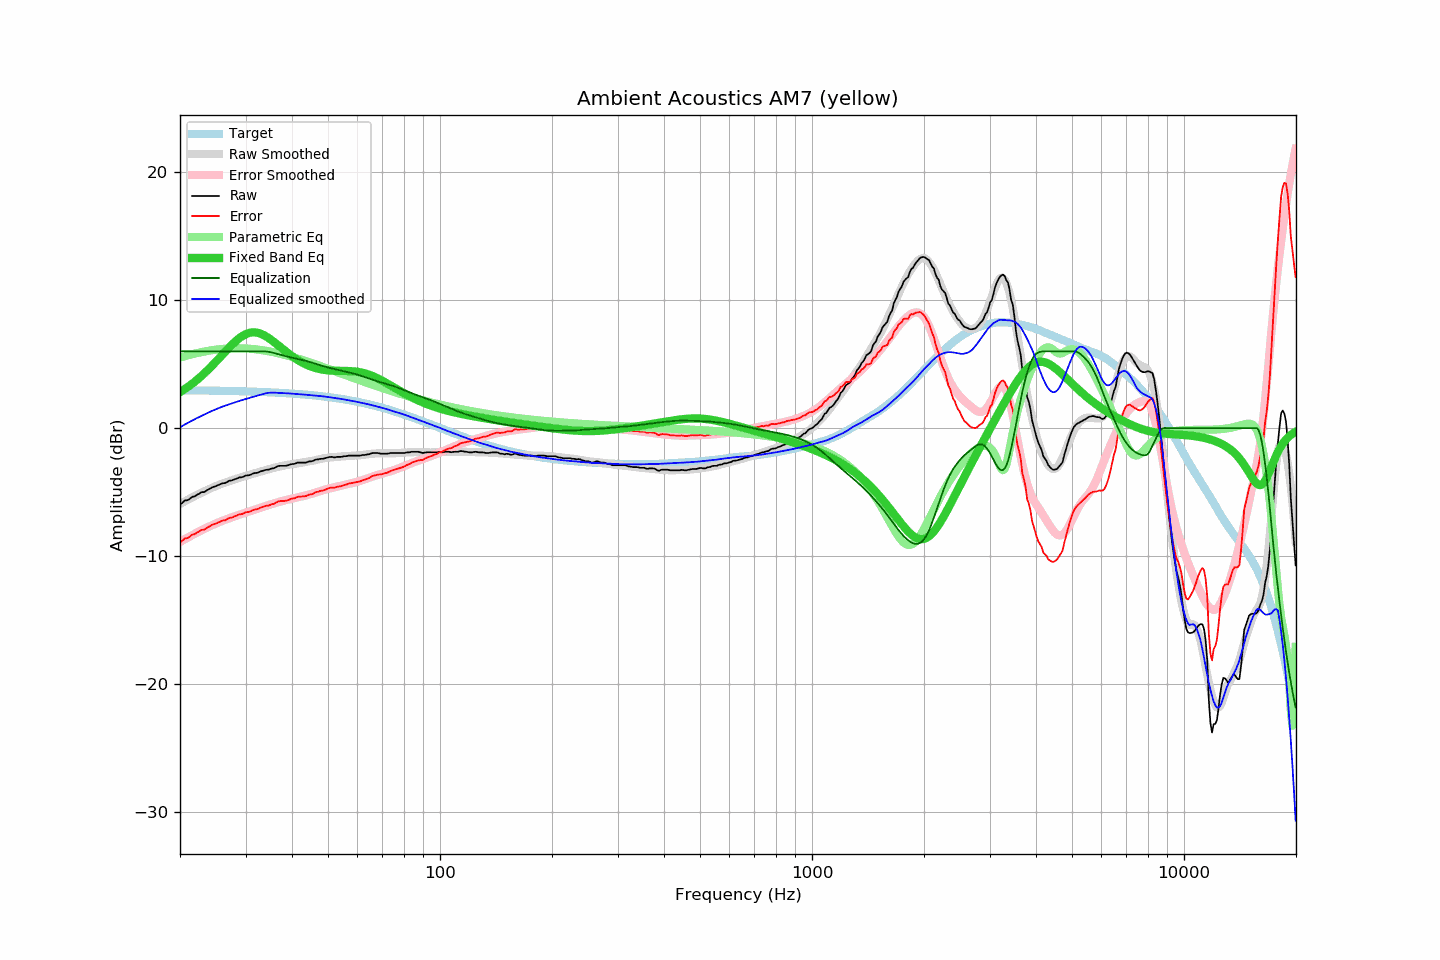 Ambient Acoustics AM7 (yellow)
Target
Raw Smoothed
Error Smoothed
Raw
Error
Parametric Eq
Fixed Band Eq
Equalization
Equalized smoothed
20
10
0
−10
−20
−30
Amplitude (dBr)
100
1000
10000
Frequency (Hz)